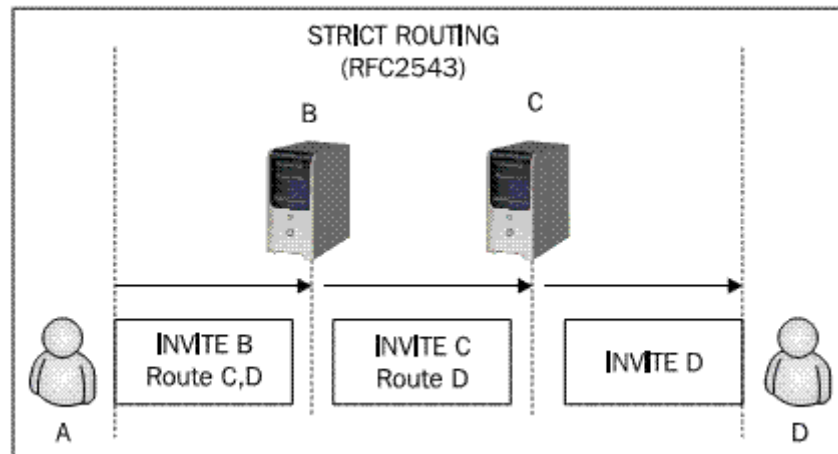 STRICT ROUTING
(RFC2543)
B
C
INVITE B
Route C,D
INVITE C
Route D
INVITE D
A
D